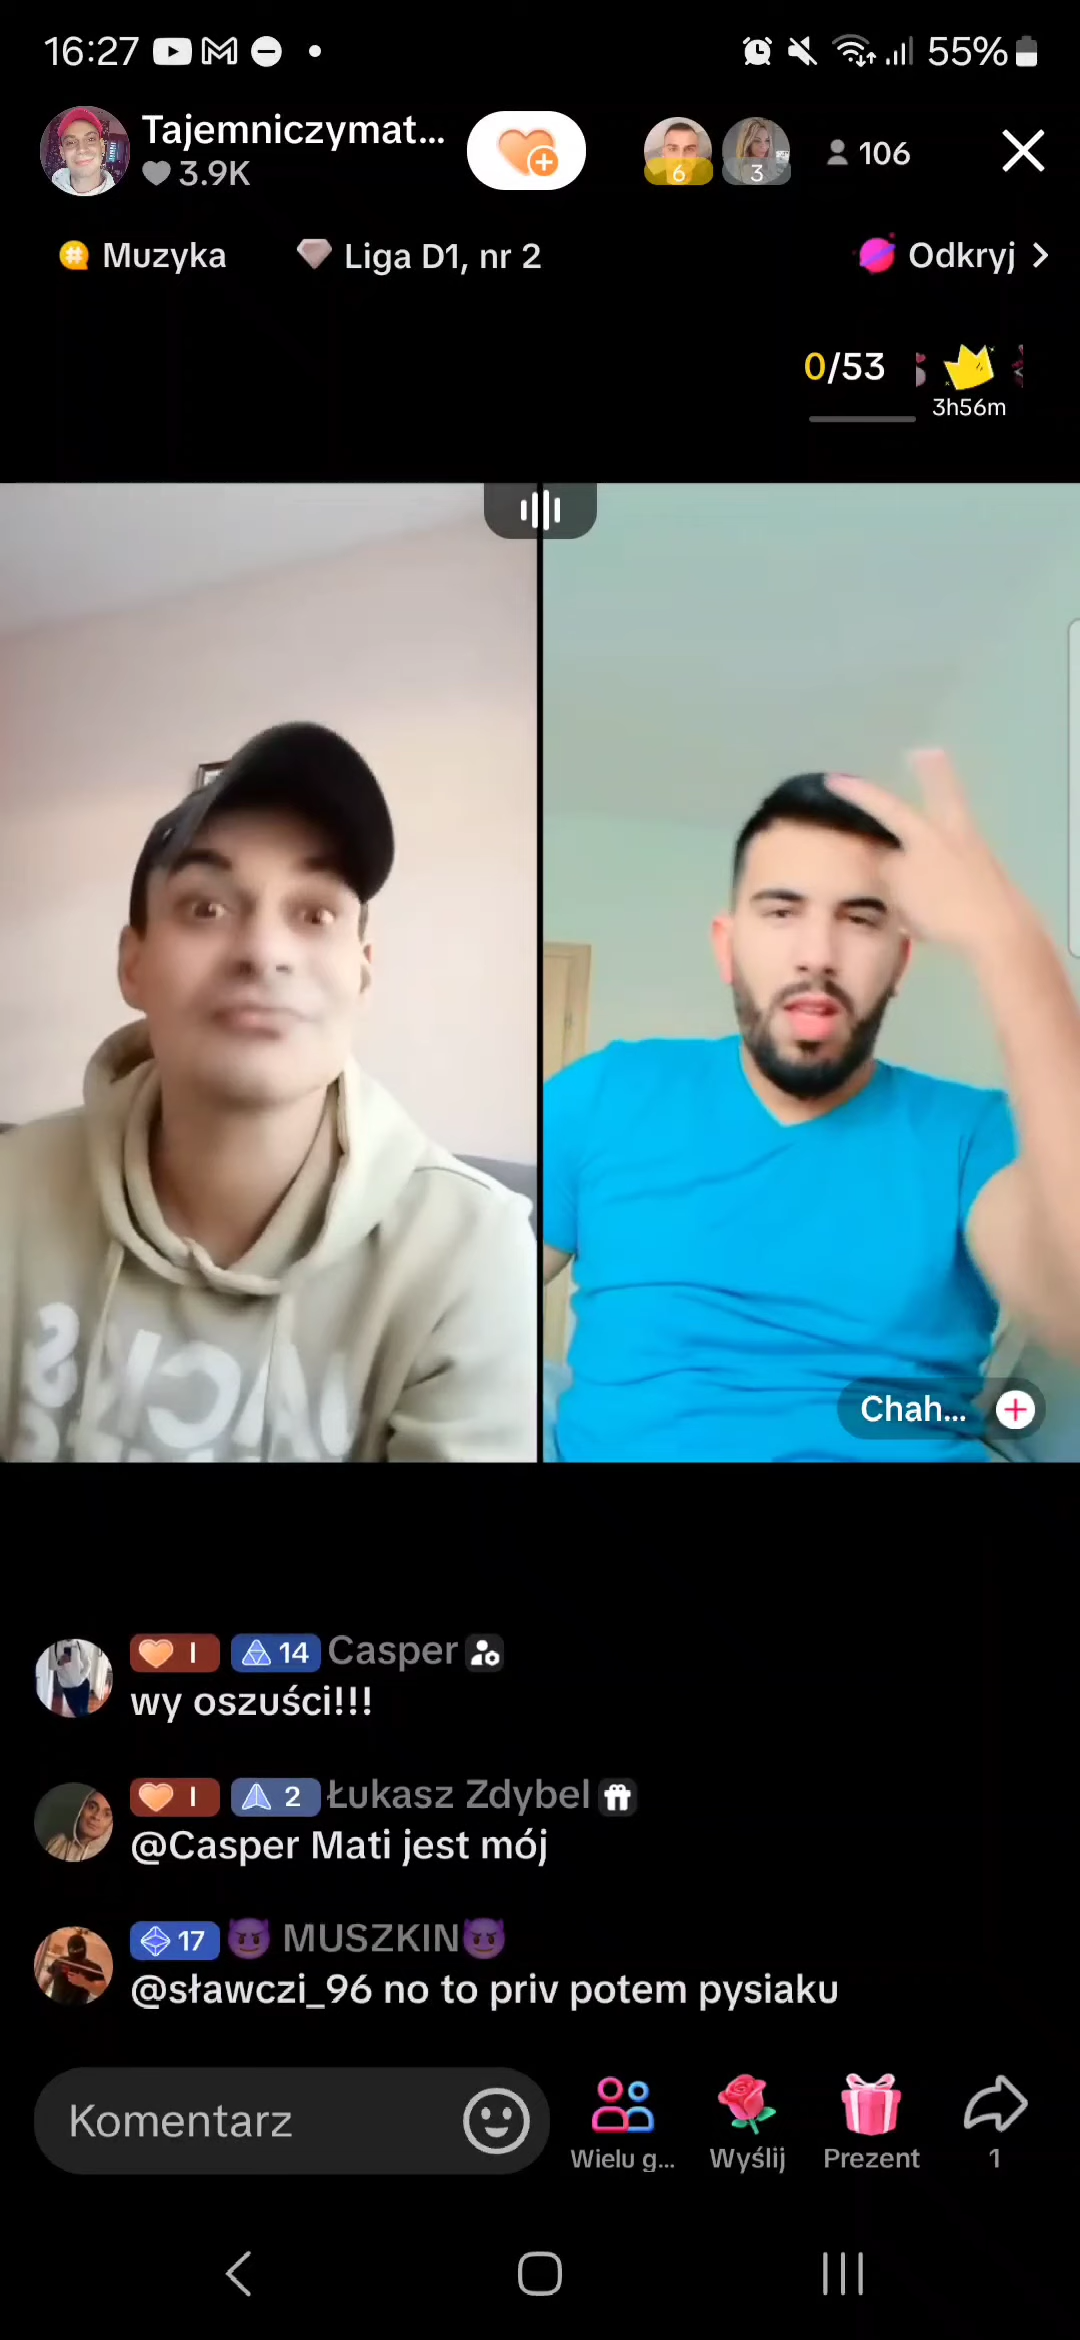 16:27
55%
Tajemniczymat...
3.9K
6
3
106
Muzyka
Liga D1, nr 2
Odkryj
0/53
3h56m
Chah...
I 14 Casper
wy oszuści!!!
I 2 Łukasz Zdybel
@Casper Mati jest mój
17 😈 MUSZKIN😈
@sławczi_96 no to priv potem pysiaku
Komentarz
Wielu g...
Wyślij
Prezent
1